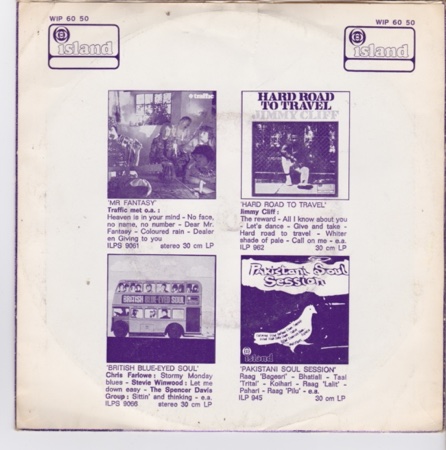 WIP 60 50
WIP 60 50
island
island
traffic
HARD ROAD
TO TRAVEL
JIMMY CLIFF
'MR FANTASY'
Traffic met o.a. :
Heaven is in your mind - No face,
no name, no number - Dear Mr.
Fantasy - Coloured rain - Dealer
en Giving to you
ILPS 9061 stereo 30 cm LP
'HARD ROAD TO TRAVEL'
Jimmy Cliff :
The reward - All I know about you
- Let's dance - Give and take -
Hard road to travel - Whiter
shade of pale - Call on me - e.a.
ILP 962 30 cm LP
BRITISH BLUE-EYED SOUL
Pakistani Soul
Session
island
'BRITISH BLUE-EYED SOUL'
Chris Farlowe : Stormy Monday
blues - Stevie Winwood : Let me
down easy - The Spencer Davis
Group : Sittin' and thinking - e.a.
ILPS 9066 stereo 30 cm LP
'PAKISTANI SOUL SESSION'
Raag 'Bageari' - Bhatiali - Taal
'Trital' - Kolhari - Raag 'Lalit' -
Pahari - Raag 'Pilu' - e.a.
ILP 945 30 cm LP